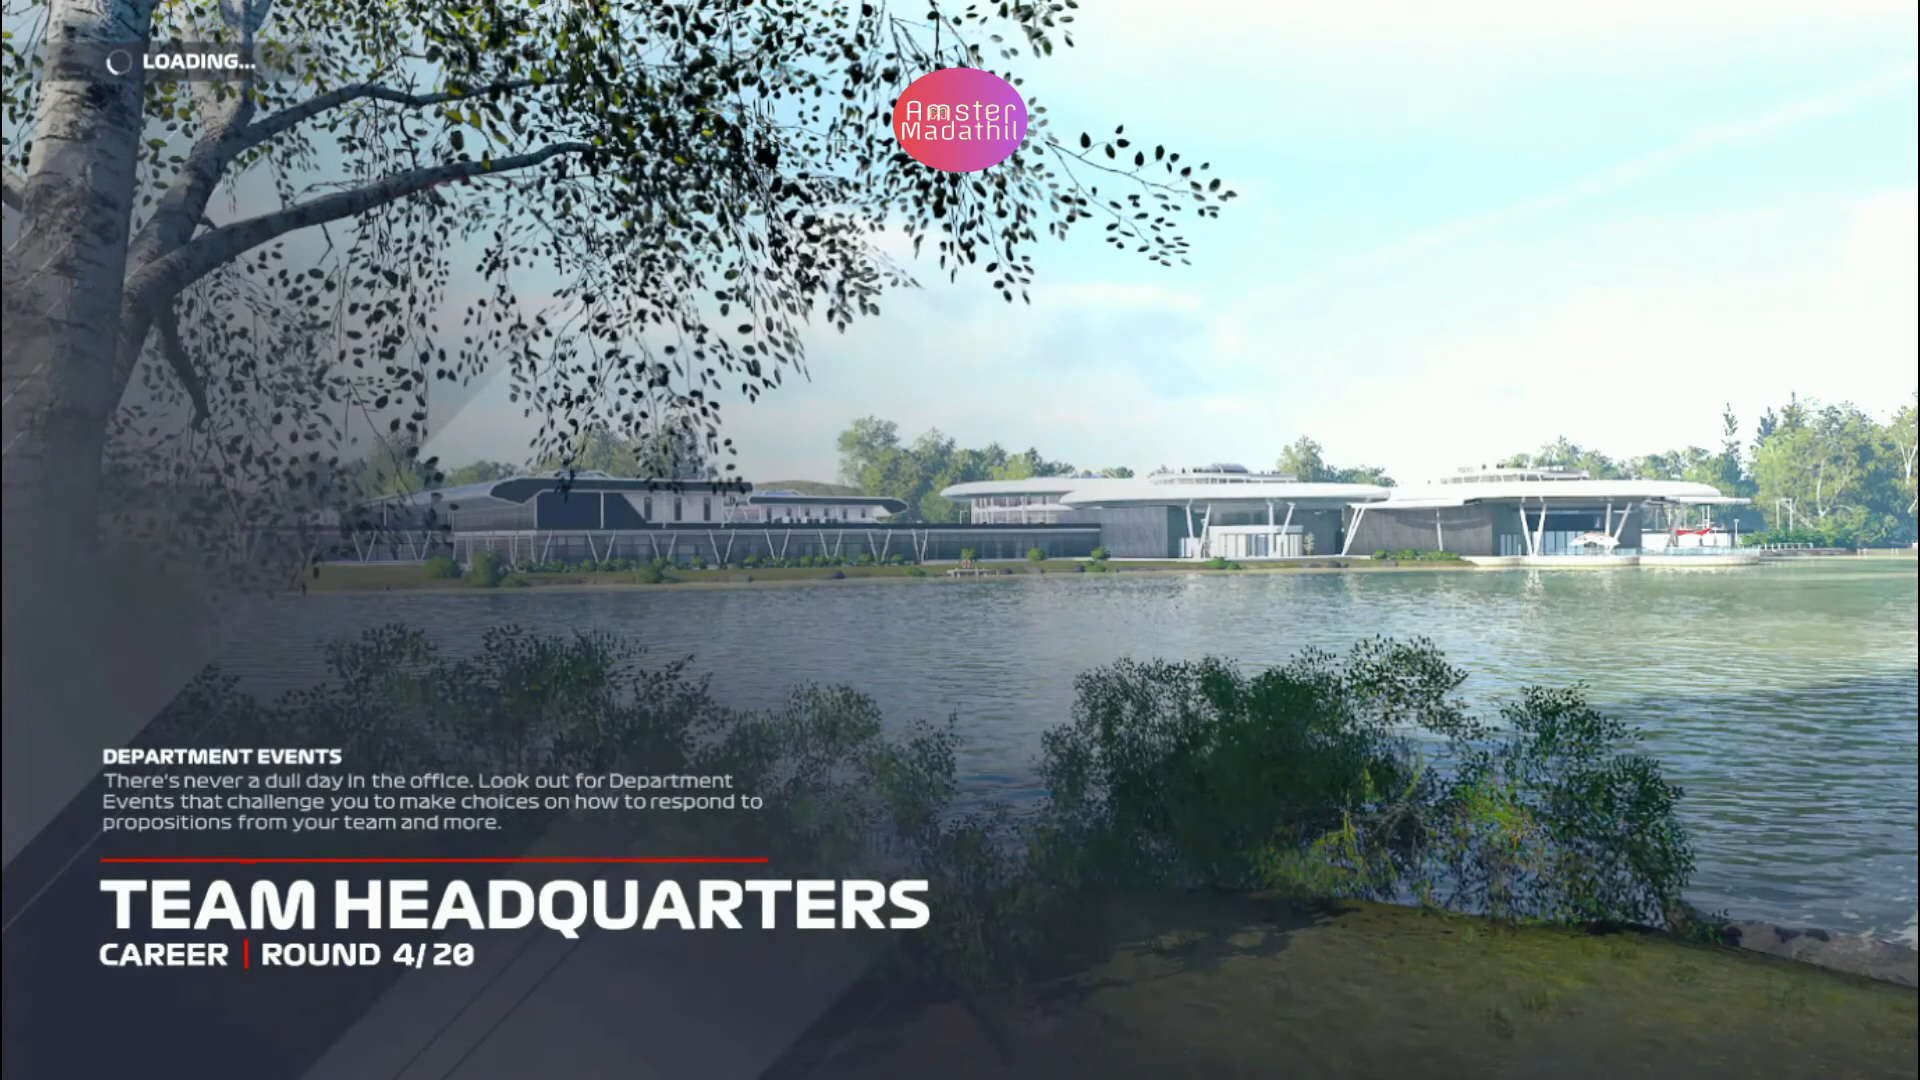 LOADING...
Amster
Madathil
DEPARTMENT EVENTS
There's never a dull day in the office. Look out for Department
Events that challenge you to make choices on how to respond to
propositions from your team and more.
TEAM HEADQUARTERS
CAREER | ROUND 4/20